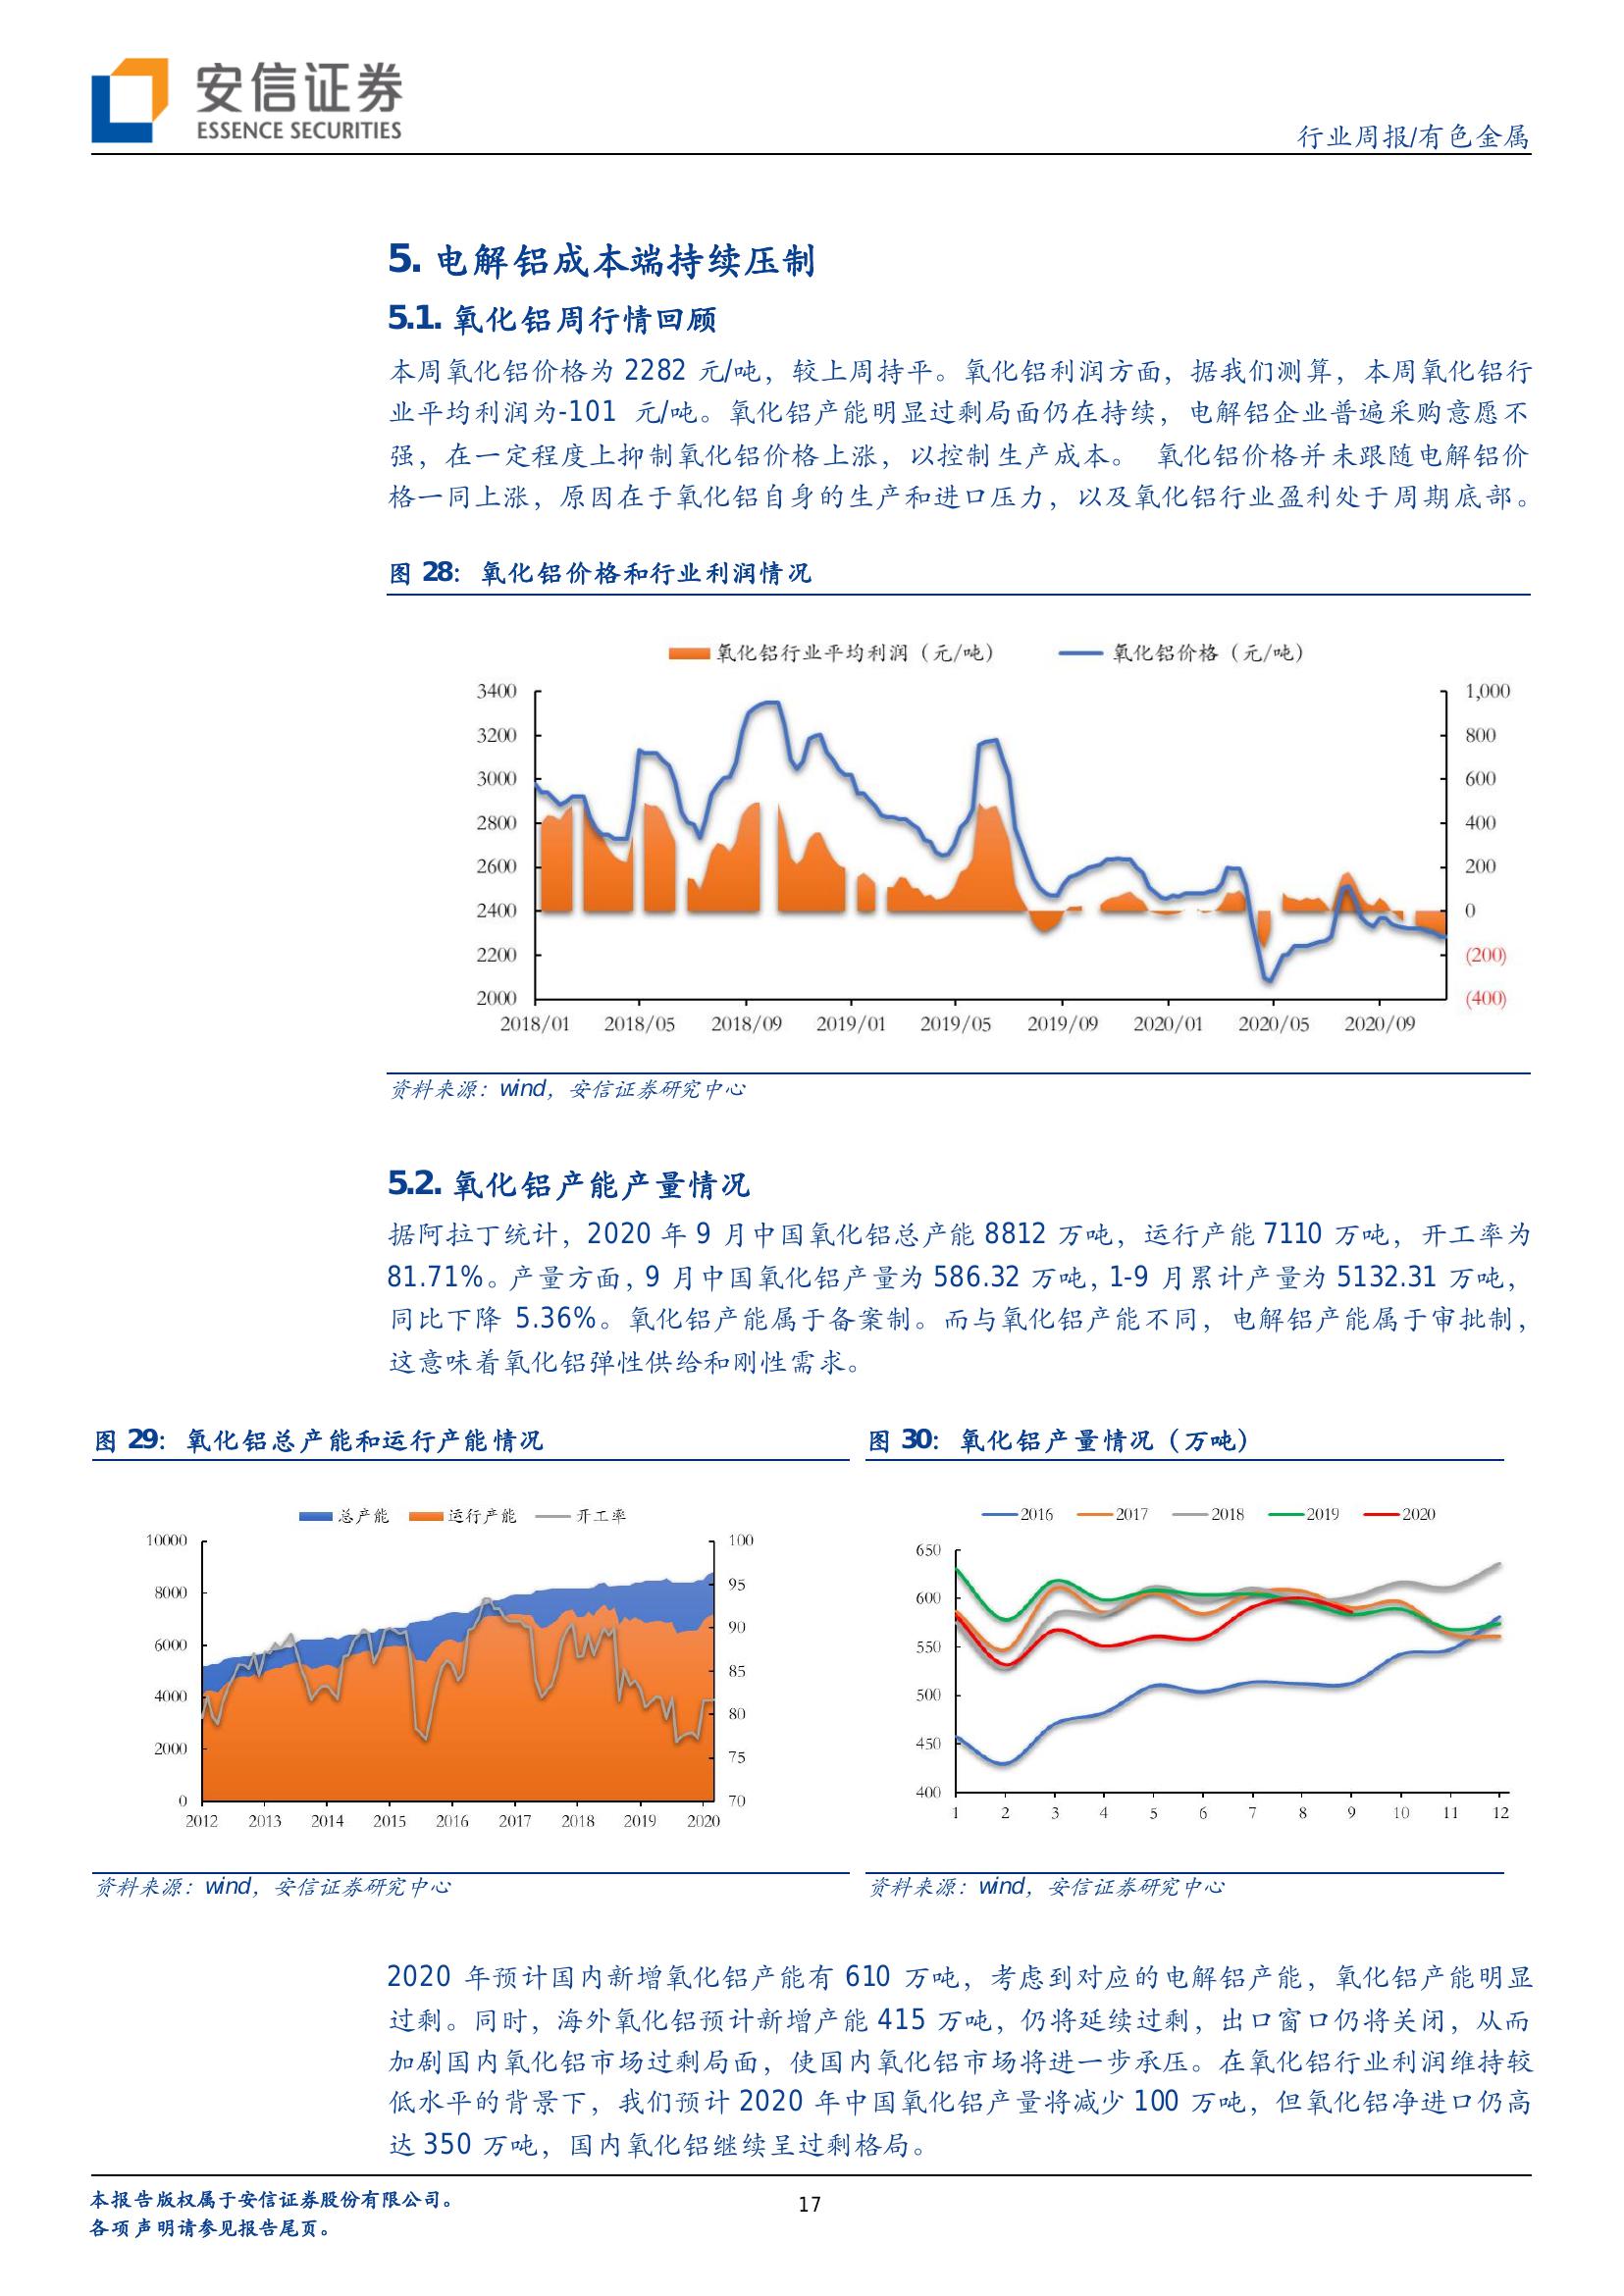 安信证券
ESSENCE SECURITIES
行业周报/有色金属
5. 电解铝成本端持续压制
5.1. 氧化铝周行情回顾
本周氧化铝价格为 2282 元/吨，较上周持平。氧化铝利润方面，据我们测算，本周氧化铝行
业平均利润为-101 元/吨。氧化铝产能明显过剩局面仍在持续，电解铝企业普遍采购意愿不
强，在一定程度上抑制氧化铝价格上涨，以控制生产成本。 氧化铝价格并未跟随电解铝价
格一同上涨，原因在于氧化铝自身的生产和进口压力，以及氧化铝行业盈利处于周期底部。
图 28：氧化铝价格和行业利润情况
氧化铝行业平均利润（元/吨） 氧化铝价格（元/吨）
3400 1,000
3200 800
3000 600
2800 400
2600 200
2400 0
2200 (200)
2000 (400)
2018/01 2018/05 2018/09 2019/01 2019/05 2019/09 2020/01 2020/05 2020/09
资料来源：wind，安信证券研究中心
5.2. 氧化铝产能产量情况
据阿拉丁统计，2020 年 9 月中国氧化铝总产能 8812 万吨，运行产能 7110 万吨，开工率为
81.71%。产量方面，9 月中国氧化铝产量为 586.32 万吨，1-9 月累计产量为 5132.31 万吨，
同比下降 5.36%。氧化铝产能属于备案制。而与氧化铝产能不同，电解铝产能属于审批制，
这意味着氧化铝弹性供给和刚性需求。
图 29：氧化铝总产能和运行产能情况
总产能 运行产能 开工率
10000 100
95
8000
90
6000
85
4000
80
2000
75
0 70
2012 2013 2014 2015 2016 2017 2018 2019 2020
资料来源：wind，安信证券研究中心
图 30：氧化铝产量情况（万吨）
2016 2017 2018 2019 2020
650
600
550
500
450
400
1 2 3 4 5 6 7 8 9 10 11 12
资料来源：wind，安信证券研究中心
2020 年预计国内新增氧化铝产能有 610 万吨，考虑到对应的电解铝产能，氧化铝产能明显
过剩。同时，海外氧化铝预计新增产能 415 万吨，仍将延续过剩，出口窗口仍将关闭，从而
加剧国内氧化铝市场过剩局面，使国内氧化铝市场将进一步承压。在氧化铝行业利润维持较
低水平的背景下，我们预计 2020 年中国氧化铝产量将减少 100 万吨，但氧化铝净进口仍高
达 350 万吨，国内氧化铝继续呈过剩格局。
本报告版权属于安信证券股份有限公司。
各项声明请参见报告尾页。
17